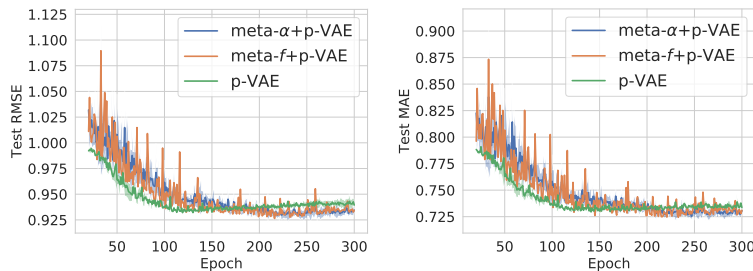 1.125
1.100
1.075
1.050
1.025
1.000
0.975
0.950
0.925
Test RMSE
50 100 150 200 250 300
Epoch
meta-α+p-VAE
meta-f+p-VAE
p-VAE
0.900
0.875
0.850
0.825
0.800
0.775
0.750
0.725
Test MAE
50 100 150 200 250 300
Epoch
meta-α+p-VAE
meta-f+p-VAE
p-VAE